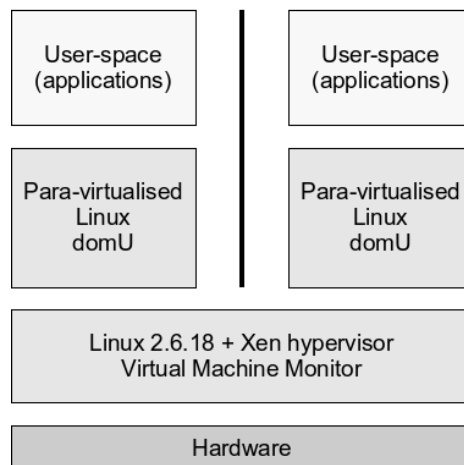 User-space
(applications)
User-space
(applications)
Para-virtualised
Linux
domU
Para-virtualised
Linux
domU
Linux 2.6.18 + Xen hypervisor
Virtual Machine Monitor
Hardware